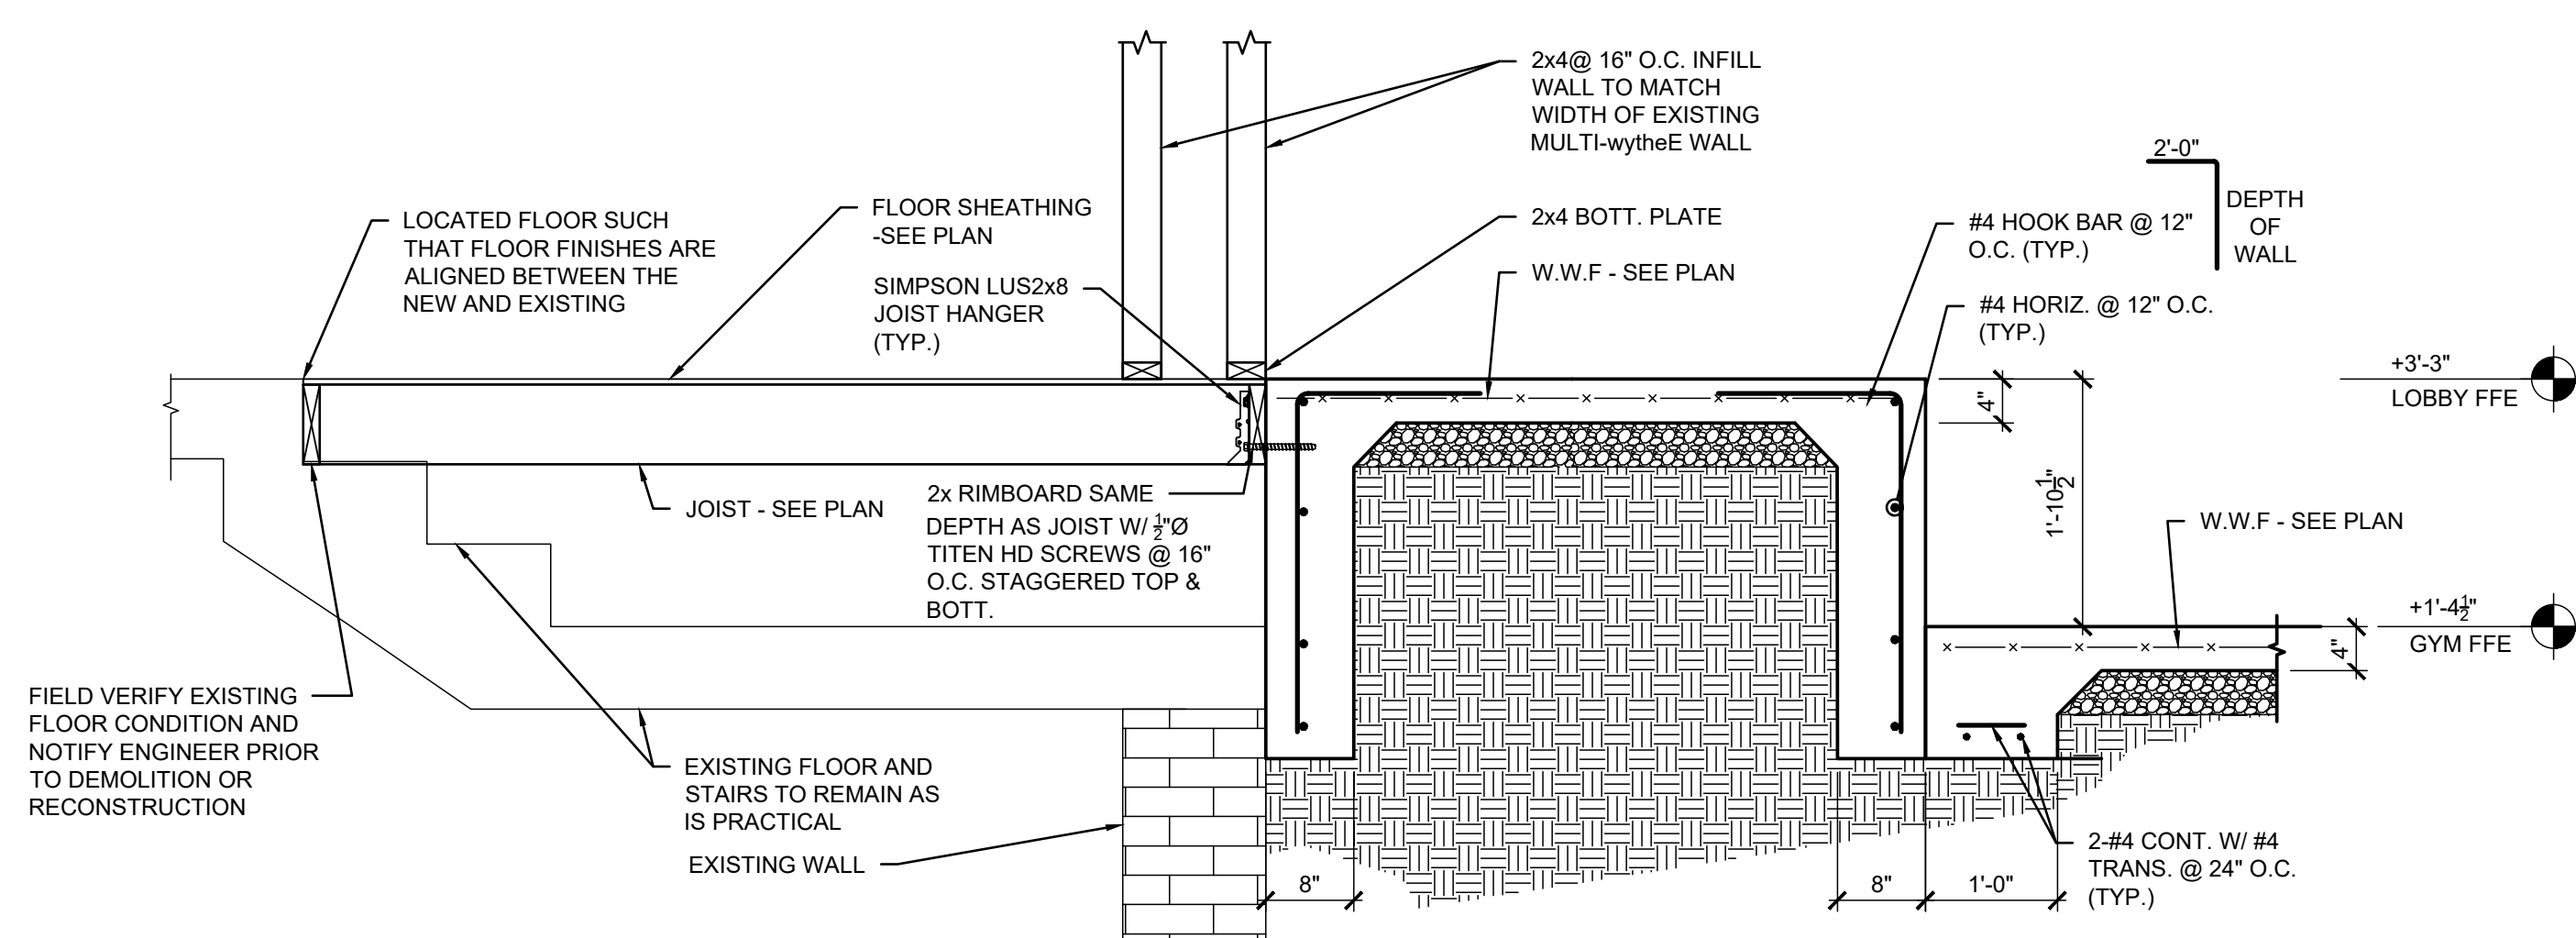 2x4@ 16" O.C. INFILL
WALL TO MATCH
WIDTH OF EXISTING
MULTI-wytheE WALL
2'-0"
DEPTH
OF
WALL
LOCATED FLOOR SUCH
THAT FLOOR FINISHES ARE
ALIGNED BETWEEN THE
NEW AND EXISTING
FLOOR SHEATHING
-SEE PLAN
SIMPSON LUS2x8
JOIST HANGER
(TYP.)
2x4 BOTT. PLATE
W.W.F - SEE PLAN
#4 HOOK BAR @ 12"
O.C. (TYP.)
#4 HORIZ. @ 12" O.C.
(TYP.)
+3'-3"
LOBBY FFE
4"
1'-10½"
JOIST - SEE PLAN
2x RIMBOARD SAME
DEPTH AS JOIST W/ ½"Ø
TITEN HD SCREWS @ 16"
O.C. STAGGERED TOP &
BOTT.
W.W.F - SEE PLAN
+1'-4½"
GYM FFE
4"
FIELD VERIFY EXISTING
FLOOR CONDITION AND
NOTIFY ENGINEER PRIOR
TO DEMOLITION OR
RECONSTRUCTION
EXISTING FLOOR AND
STAIRS TO REMAIN AS
IS PRACTICAL
EXISTING WALL
8"
8"
1'-0"
2-#4 CONT. W/ #4
TRANS. @ 24" O.C.
(TYP.)